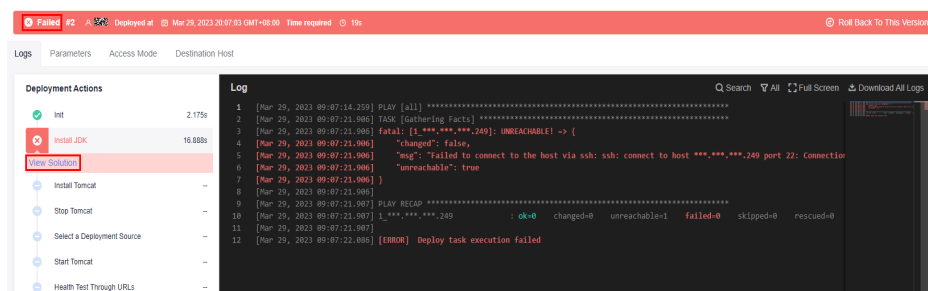 Failed #2 Deployed at Mar 29, 2023 20:07:03 GMT+08:00 Time required 19s Roll Back To This Version
Logs Parameters Access Mode Destination Host
Deployment Actions
Init 2.175s
Install JDK 16.888s
View Solution
Install Tomcat --
Stop Tomcat --
Select a Deployment Source --
Start Tomcat --
Health Test Through URLs --
Log Search All Full Screen Download All Logs
1 [Mar 29, 2023 09:07:14.259] PLAY [all] *********************************************************************
2 [Mar 29, 2023 09:07:21.906] TASK [Gathering Facts] *********************************************************
3 [Mar 29, 2023 09:07:21.906] fatal: [1_***.***.***.249]: UNREACHABLE! => {
4 [Mar 29, 2023 09:07:21.906] "changed": false,
5 [Mar 29, 2023 09:07:21.906] "msg": "Failed to connect to the host via ssh: ssh: connect to host ***.***.***.249 port 22: Connection
6 [Mar 29, 2023 09:07:21.906] "unreachable": true
7 [Mar 29, 2023 09:07:21.906] }
8 [Mar 29, 2023 09:07:21.906]
9 [Mar 29, 2023 09:07:21.907] PLAY RECAP *********************************************************************
10 [Mar 29, 2023 09:07:21.907] 1_***.***.***.249 : ok=0 changed=0 unreachable=1 failed=0 skipped=0 rescued=0
11 [Mar 29, 2023 09:07:21.907]
12 [Mar 29, 2023 09:07:22.086] [ERROR] Deploy task execution failed